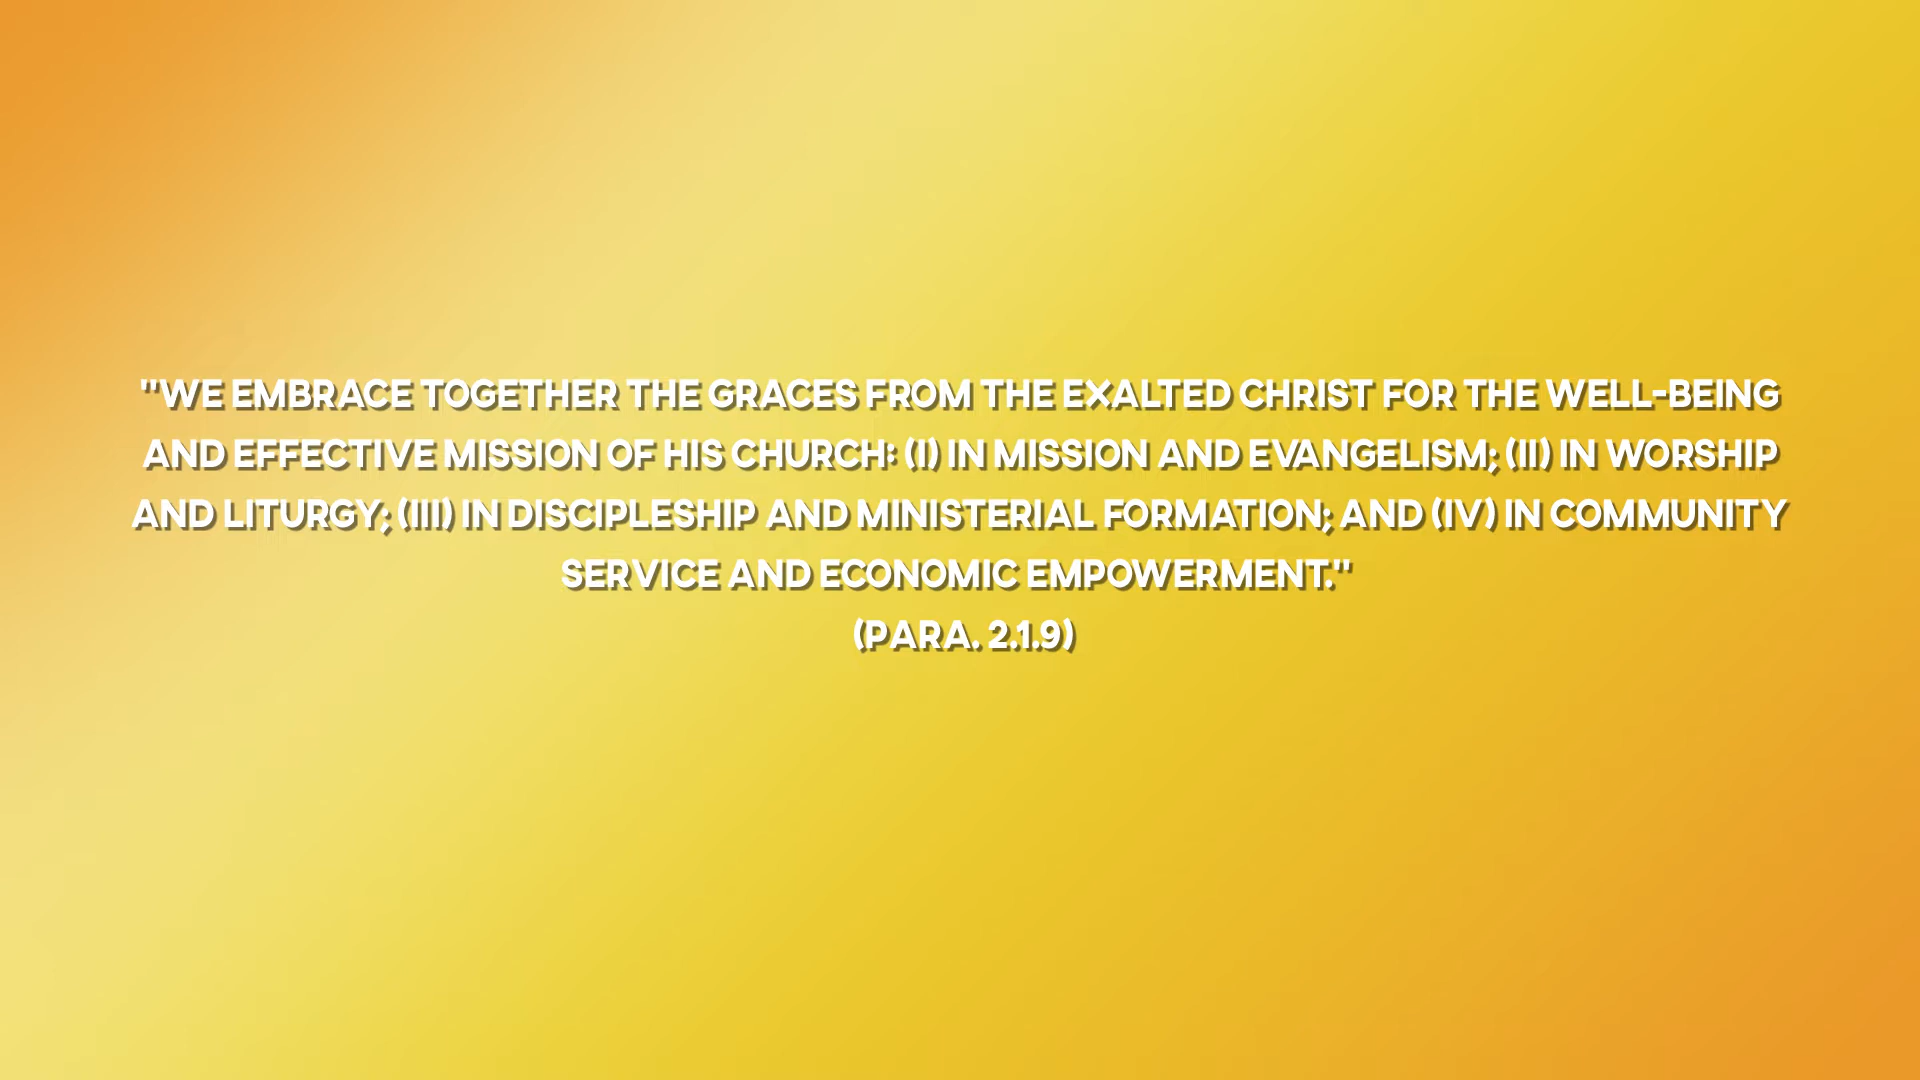 "WE EMBRACE TOGETHER THE GRACES FROM THE EXALTED CHRIST FOR THE WELL-BEING
AND EFFECTIVE MISSION OF HIS CHURCH: (I) IN MISSION AND EVANGELISM; (II) IN WORSHIP
AND LITURGY; (III) IN DISCIPLESHIP AND MINISTERIAL FORMATION; AND (IV) IN COMMUNITY
SERVICE AND ECONOMIC EMPOWERMENT."
(PARA. 2.1.9)